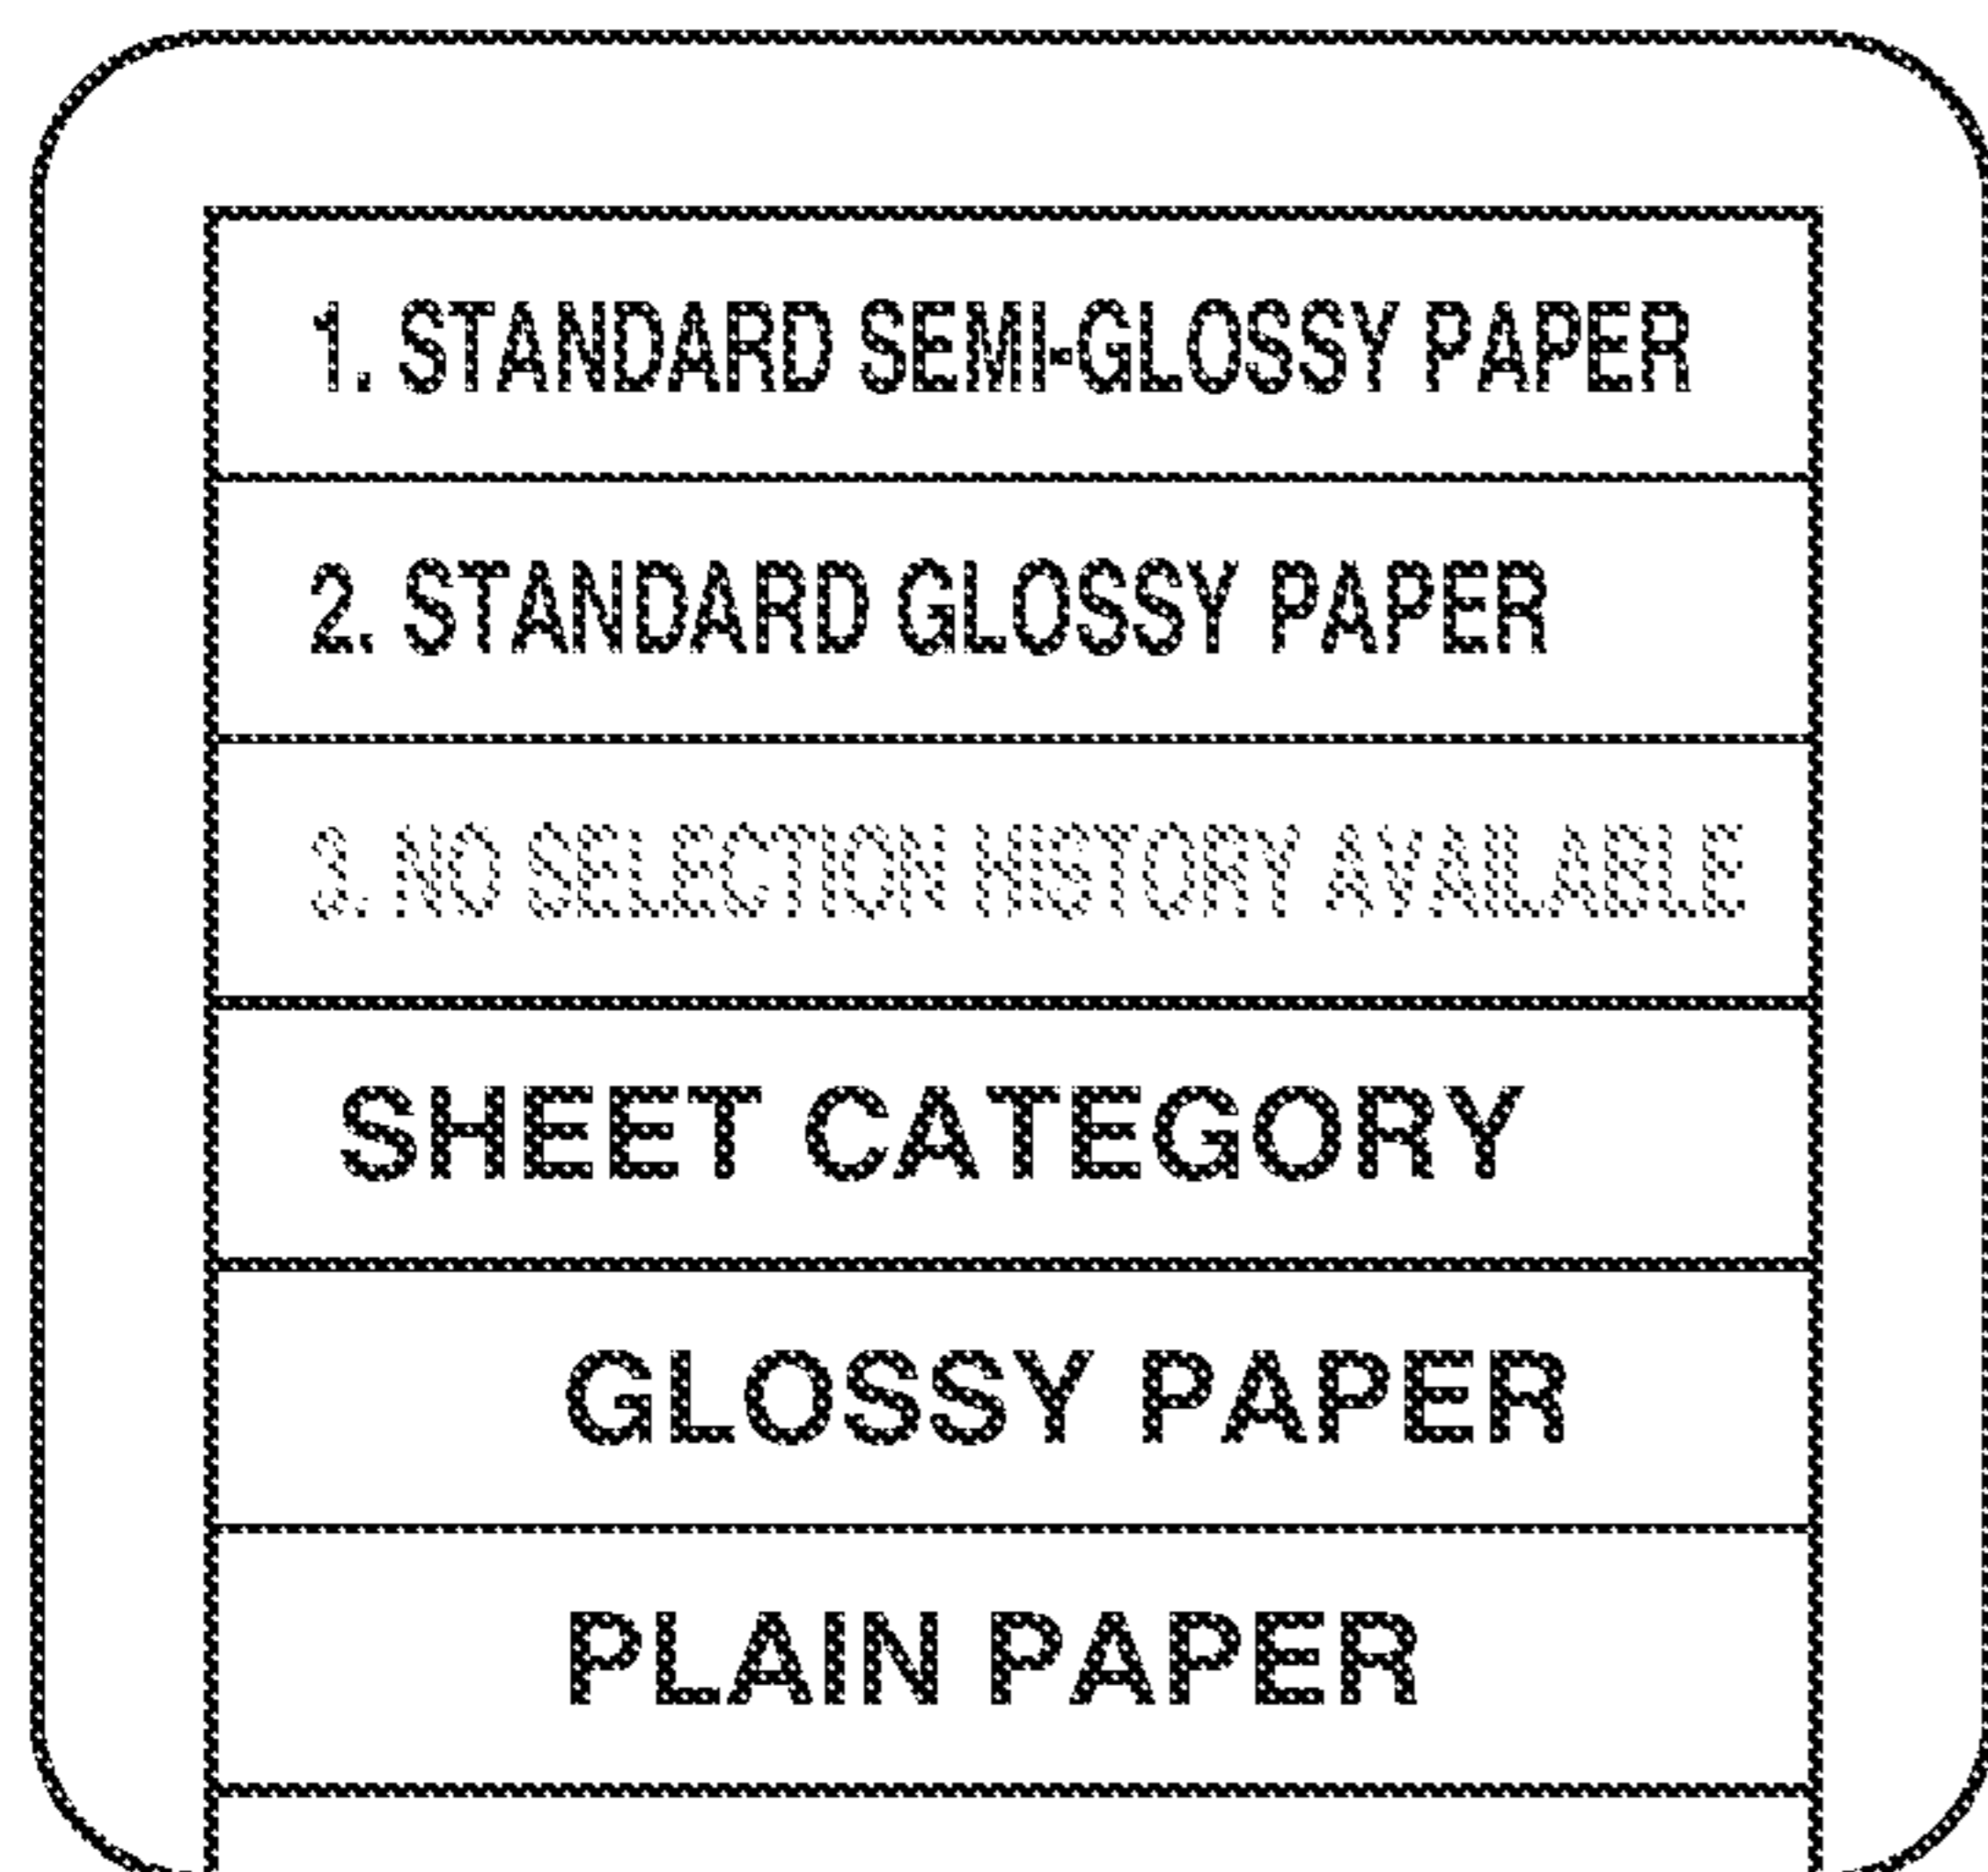 1. STANDARD SEMI-GLOSSY PAPER
2. STANDARD GLOSSY PAPER
3. NO SELECTION HISTORY AVAILABLE
SHEET CATEGORY
GLOSSY PAPER
PLAIN PAPER